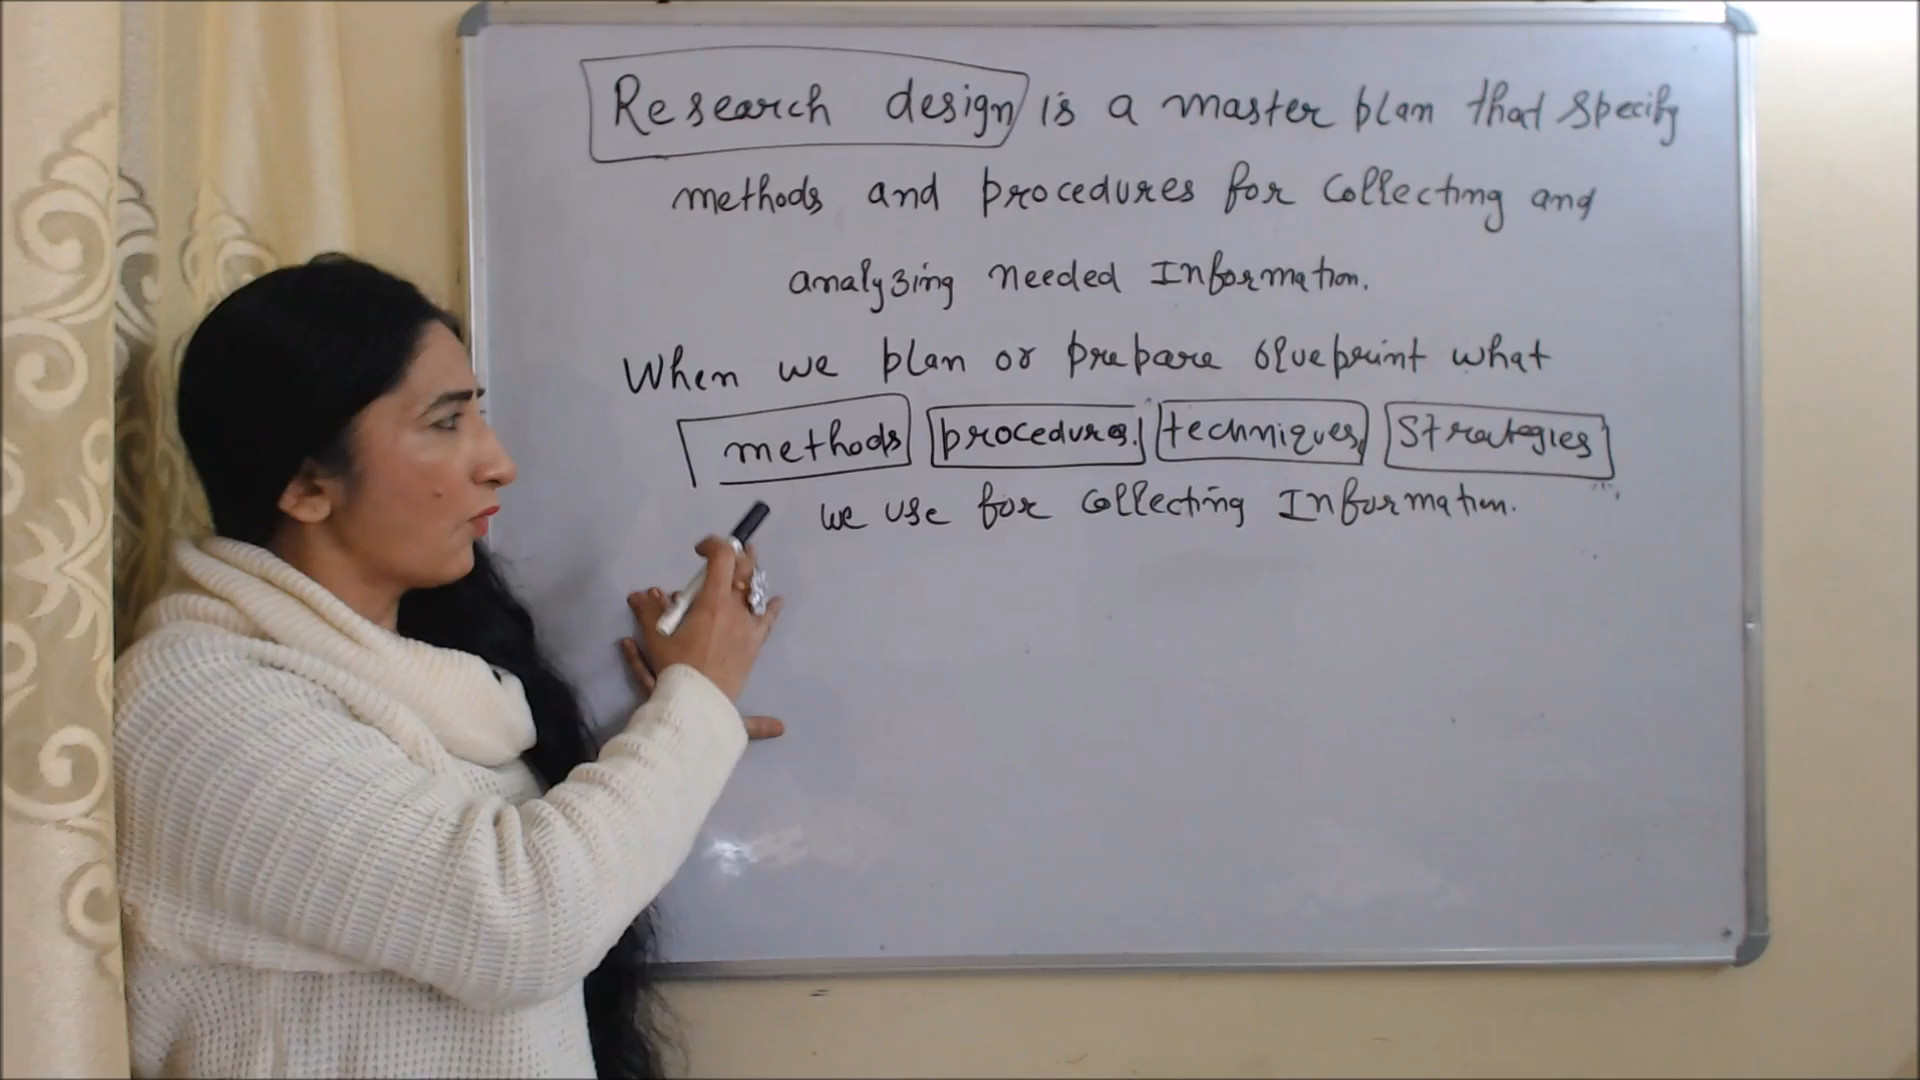 Research design is a master plan that specify
methods and procedures for collecting and
analyzing needed Information.
When we plan or prepare blueprint what
methods procedures, techniques, Strategies
we use for collecting Information.